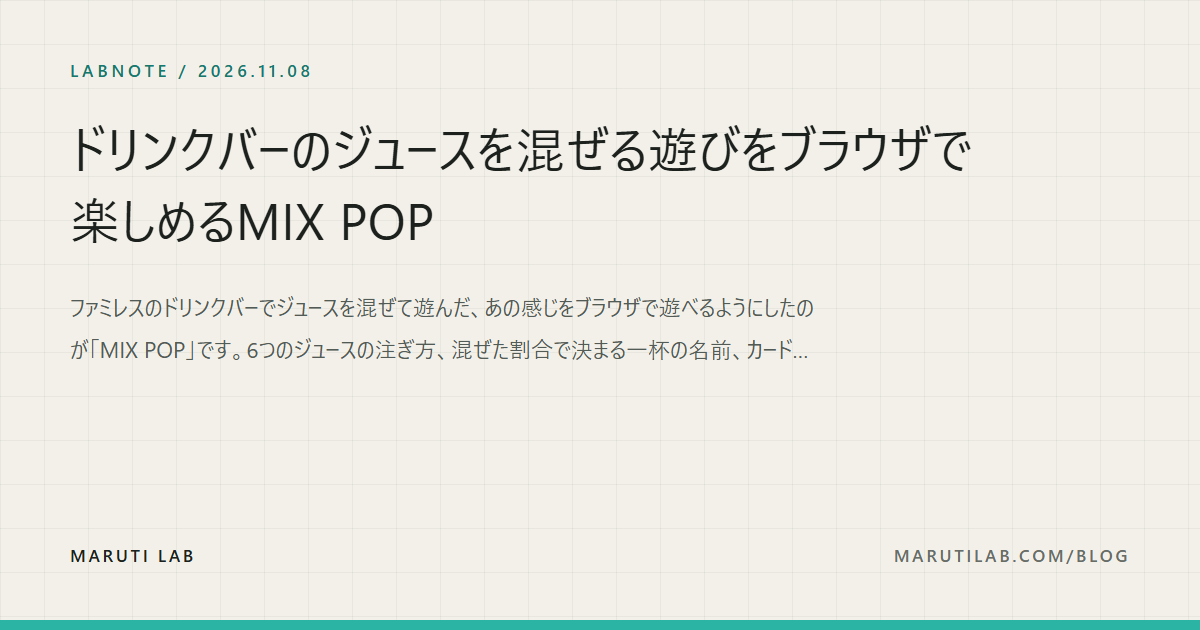 LABNOTE / 2026.11.08
ドリンクバーのジュースを混ぜる遊びをブラウザで
楽しめるMIX POP
ファミレスのドリンクバーでジュースを混ぜて遊んだ、あの感じをブラウザで遊べるようにしたの
が「MIX POP」です。6つのジュースの注ぎ方、混ぜた割合で決まる一杯の名前、カード...
MARUTI LAB
MARUTILAB.COM/BLOG